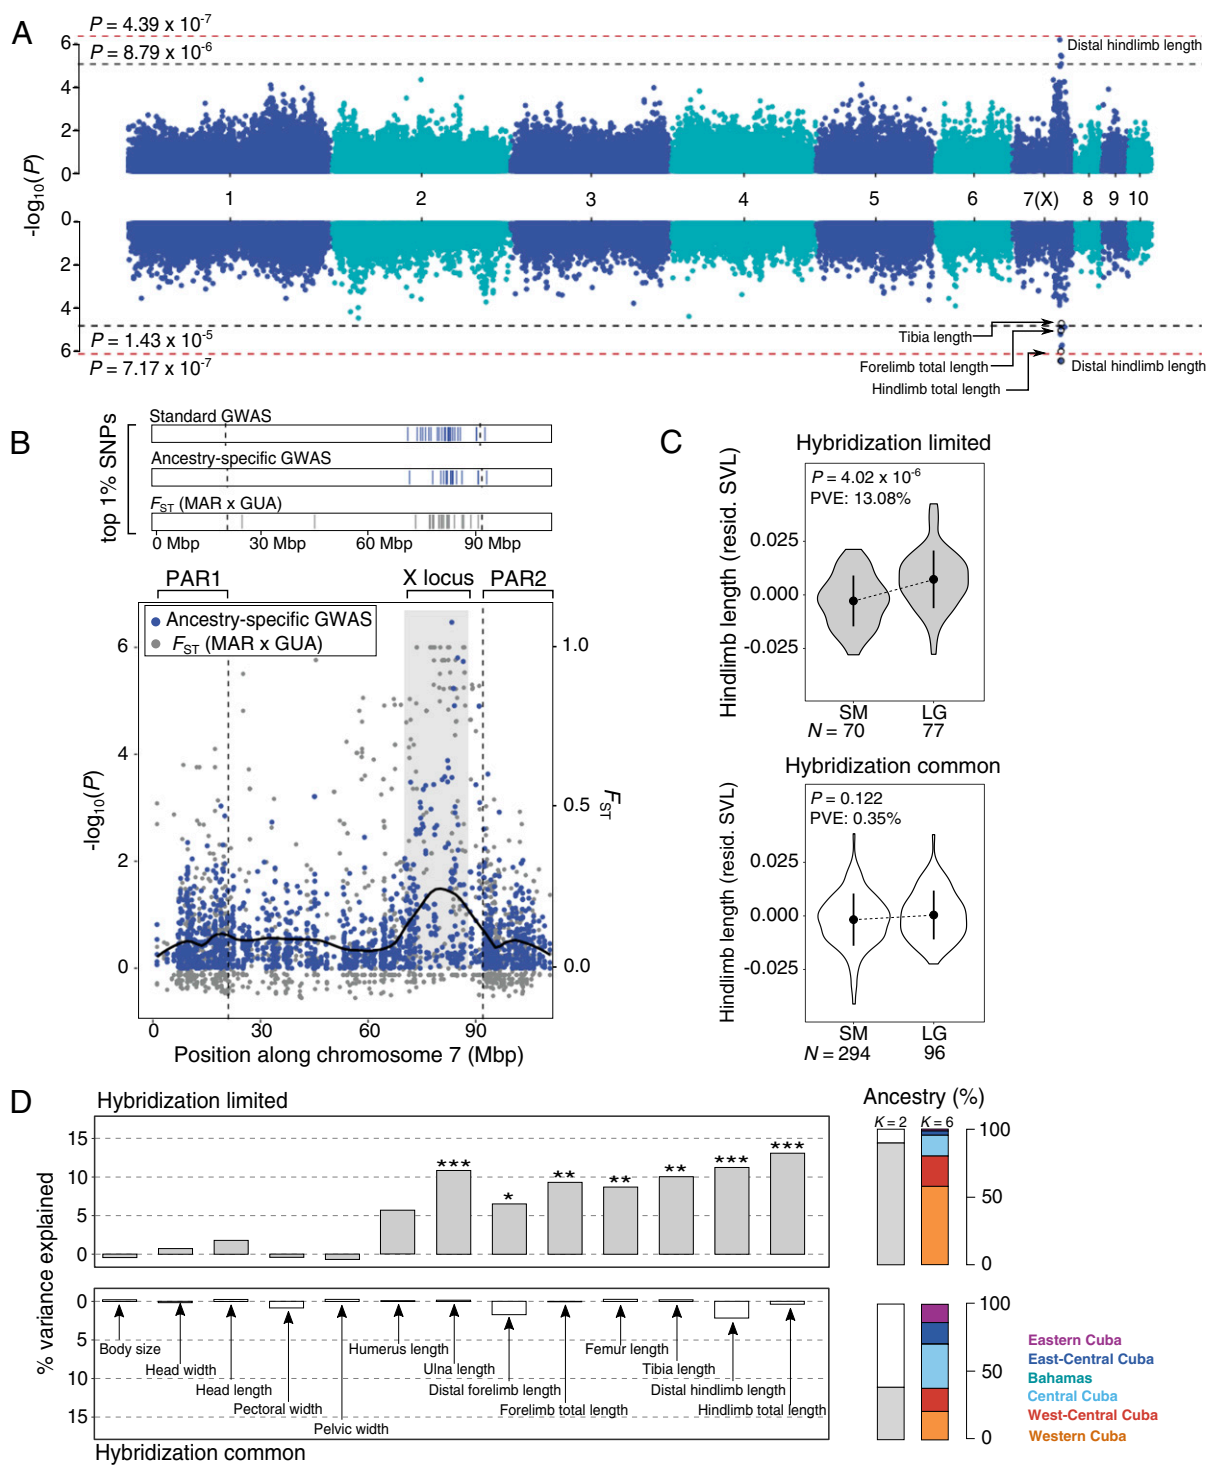 A
P = 4.39 x 10-7
6
P = 8.79 x 10-6
Distal hindlimb length
4
2
0
-log10(P)
1 2 3 4 5 6 7(X) 8 9 10
0
2
4
P = 1.43 x 10-5
6
P = 7.17 x 10-7
Tibia length
Forelimb total length
Distal hindlimb length
Hindlimb total length
B
top 1% SNPs
Standard GWAS
Ancestry-specific GWAS
FST (MAR x GUA)
0 Mbp 30 Mbp 60 Mbp 90 Mbp
PAR1 X locus PAR2
Ancestry-specific GWAS
FST (MAR x GUA)
6
4
2
0
-log10(P)
1.0
0.5
0.0
FST
0 30 60 90
Position along chromosome 7 (Mbp)
C
Hybridization limited
P = 4.02 x 10-6
PVE: 13.08%
0.025
0.000
-0.025
Hindlimb length (resid. SVL)
SM LG
N = 70 77
Hybridization common
P = 0.122
PVE: 0.35%
0.025
0.000
-0.025
Hindlimb length (resid. SVL)
SM LG
N = 294 96
D
Hybridization limited
% variance explained
15
10
5
0
*** * ** ** ** *** ***
0
5
10
15
Body size
Head width
Head length
Pectoral width
Pelvic width
Humerus length
Ulna length
Distal forelimb length
Forelimb total length
Femur length
Tibia length
Distal hindlimb length
Hindlimb total length
Hybridization common
Ancestry (%)
K = 2 K = 6
100
50
0
100
50
0
Eastern Cuba
East-Central Cuba
Bahamas
Central Cuba
West-Central Cuba
Western Cuba